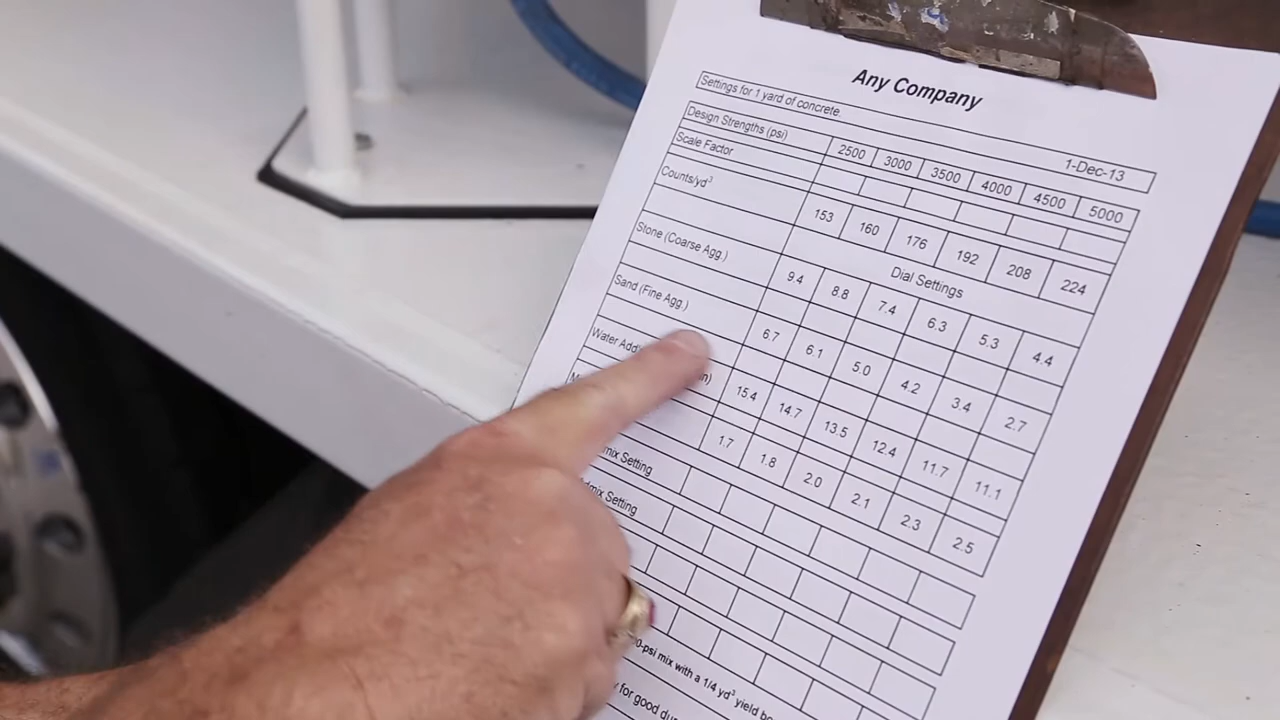 Any Company
Settings for 1 yard of concrete
1-Dec-13
Design Strengths (psi) 2500 3000 3500 4000 4500 5000
Scale Factor
Counts/yd³ 153 160 176 192 208 224
Dial Settings
Stone (Coarse Agg.) 9.4 8.8 7.4 6.3 5.3 4.4
Sand (Fine Agg.) 6.7 6.1 5.0 4.2 3.4 2.7
Water 15.4 14.7 13.5 12.4 11.7 11.1
1.7 1.8 2.0 2.1 2.3 2.5
Setting
Setting
-psi mix with a 1/4 yd³ yield
for good